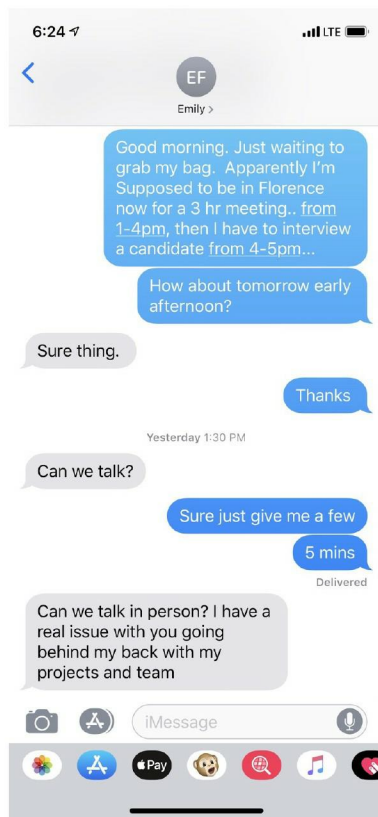 6:24
LTE
EF
Emily >
Good morning. Just waiting to
grab my bag.  Apparently I'm
Supposed to be in Florence
now for a 3 hr meeting.. from
1-4pm, then I have to interview
a candidate from 4-5pm...
How about tomorrow early
afternoon?
Sure thing.
Thanks
Yesterday 1:30 PM
Can we talk?
Sure just give me a few
5 mins
Delivered
Can we talk in person? I have a
real issue with you going
behind my back with my
projects and team
iMessage
Pay